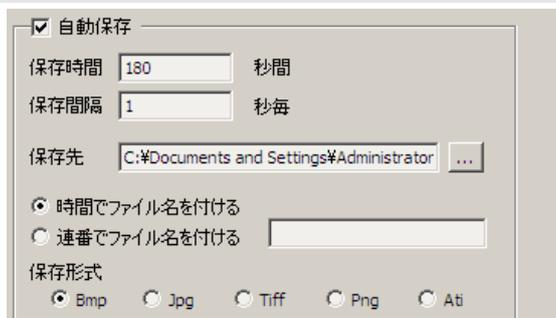 自動保存
保存時間 180 秒間
保存間隔 1 秒毎
保存先 C:¥Documents and Settings¥Administrator ...
時間でファイル名を付ける
連番でファイル名を付ける
保存形式
Bmp Jpg Tiff Png Ati